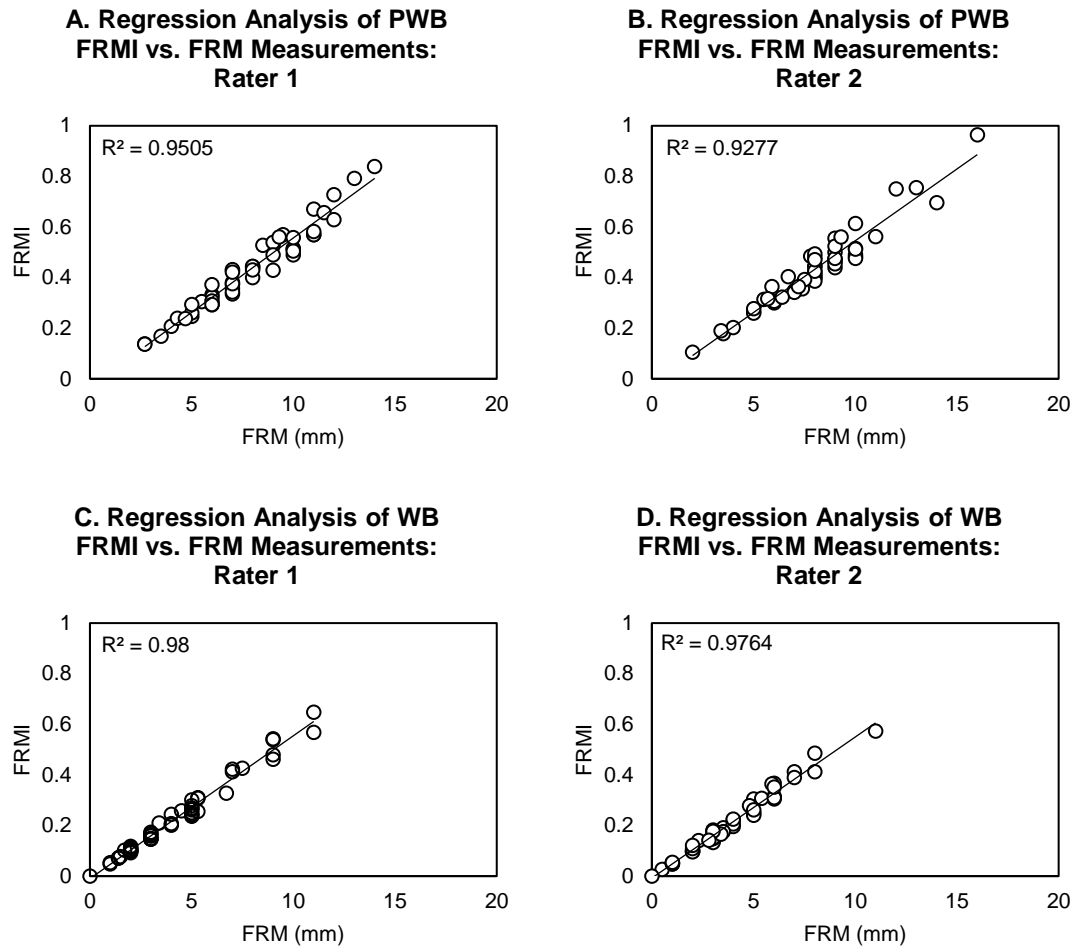 A. Regression Analysis of PWB
FRMI vs. FRM Measurements:
Rater 1
R² = 0.9505
1
0.8
0.6
0.4
0.2
0
FRMI
0 5 10 15 20
FRM (mm)
B. Regression Analysis of PWB
FRMI vs. FRM Measurements:
Rater 2
R² = 0.9277
1
0.8
0.6
0.4
0.2
0
FRMI
0 5 10 15 20
FRM (mm)
C. Regression Analysis of WB
FRMI vs. FRM Measurements:
Rater 1
R² = 0.98
1
0.8
0.6
0.4
0.2
0
FRMI
0 5 10 15 20
FRM (mm)
D. Regression Analysis of WB
FRMI vs. FRM Measurements:
Rater 2
R² = 0.9764
1
0.8
0.6
0.4
0.2
0
FRMI
0 5 10 15 20
FRM (mm)